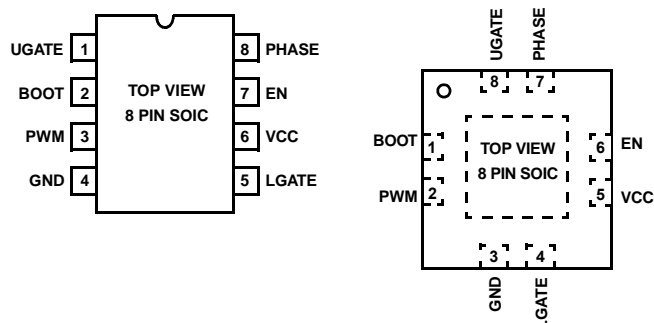 UGATE 1
8 PHASE
BOOT 2
7 EN
PWM 3
6 VCC
GND 4
5 LGATE
TOP VIEW
8 PIN SOIC
UGATE
PHASE
8
7
BOOT
1
6
EN
PWM
2
5
VCC
TOP VIEW
8 PIN SOIC
3
4
GND
LGATE